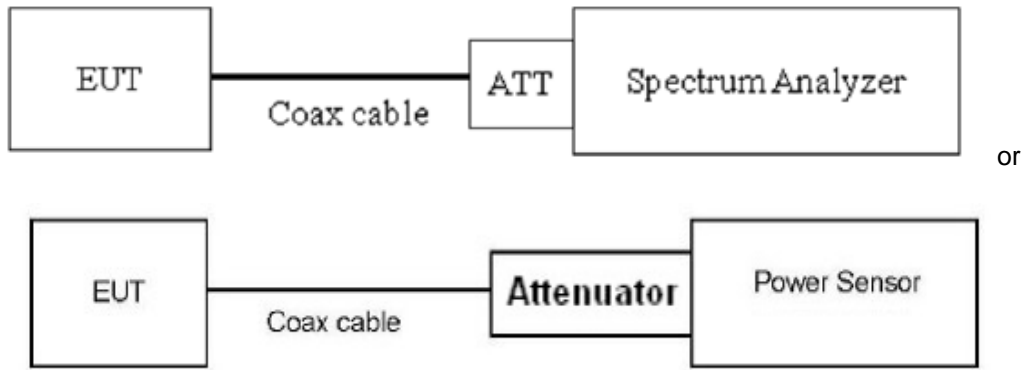 EUT
Coax cable
ATT
Spectrum Analyzer
or
EUT
Coax cable
Attenuator
Power Sensor